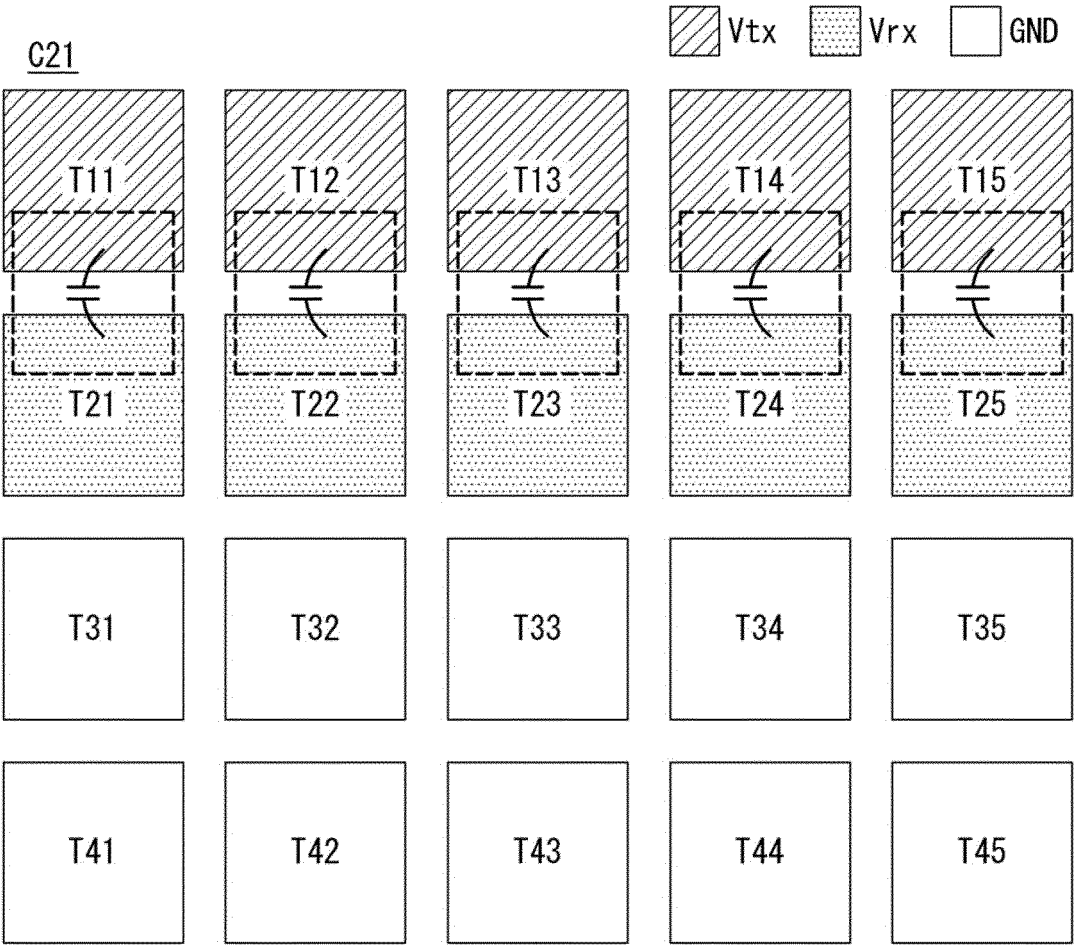 Vtx Vrx GND
C21
T11 T12 T13 T14 T15
T21 T22 T23 T24 T25
T31 T32 T33 T34 T35
T41 T42 T43 T44 T45